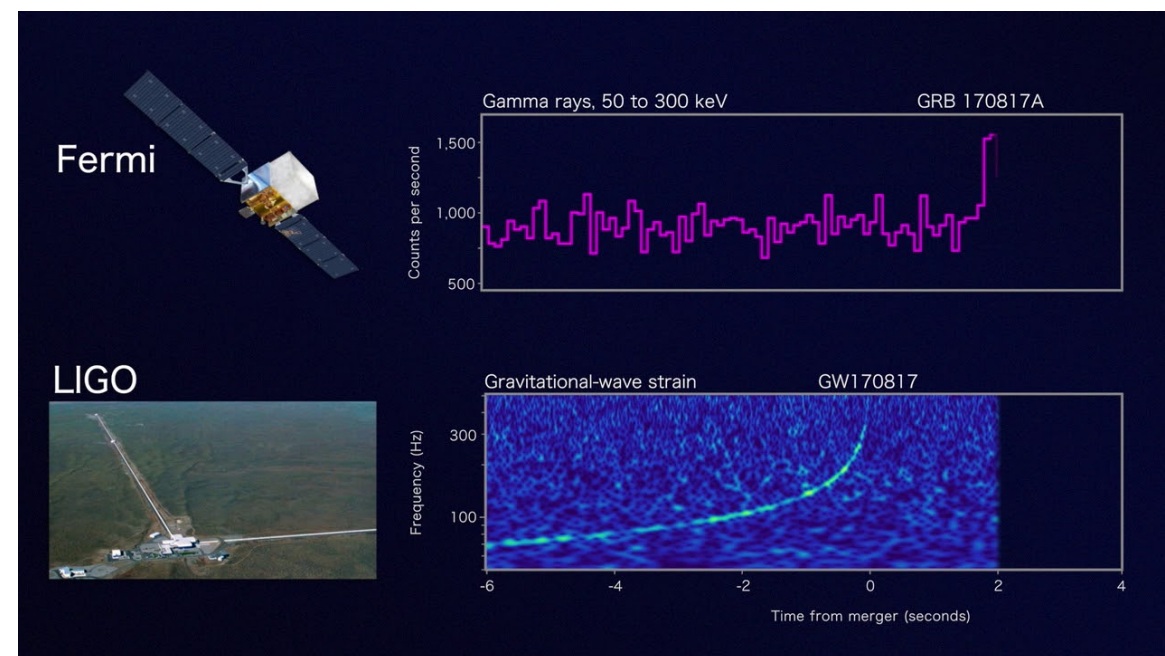 Fermi
Gamma rays, 50 to 300 keV
GRB 170817A
Counts per second
1,500
1,000
500
LIGO
Gravitational-wave strain
GW170817
Frequency (Hz)
300
100
-6
-4
-2
0
2
4
Time from merger (seconds)